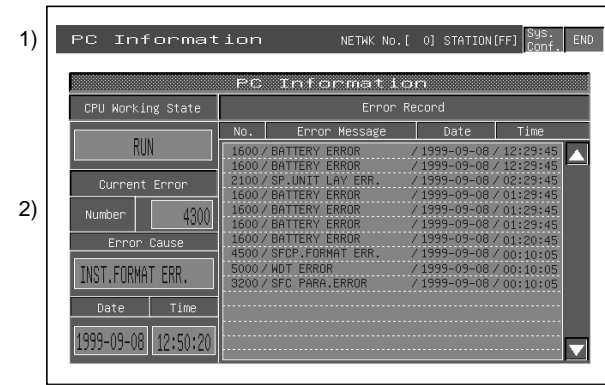 1)
PC Information NETWK No.[ 0] STATION[FF] Sys. Conf. END
PC Information
CPU Working State Error Record
No. Error Message Date Time
RUN
1600/ BATTERY ERROR / 1999-09-08 / 12:29:45
1600/ BATTERY ERROR / 1999-09-08 / 12:29:45
2100/ SP.UNIT LAY ERR. / 1999-09-08 / 02:29:45
1600/ BATTERY ERROR / 1999-09-08 / 01:29:45
1600/ BATTERY ERROR / 1999-09-08 / 01:29:45
1600/ BATTERY ERROR / 1999-09-08 / 01:29:45
1600/ BATTERY ERROR / 1999-09-08 / 01:20:45
4500/ SFCP.FORMAT ERR. / 1999-09-08 / 00:10:05
5000/ WDT ERROR / 1999-09-08 / 00:10:05
3200/ SFC PARA.ERROR / 1999-09-08 / 00:10:05
2)
Current Error
Number 4300
Error Cause
INST.FORMAT ERR.
Date Time
1999-09-08 12:50:20